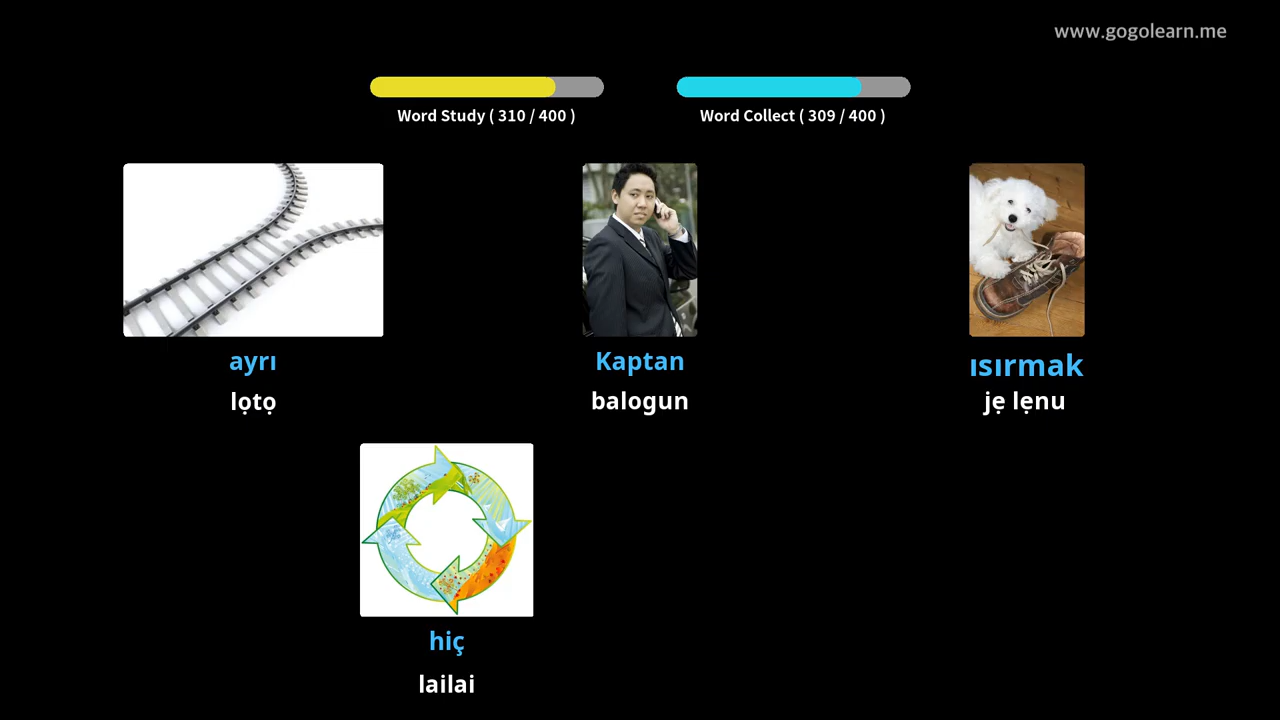 www.gogolearn.me
Word Study ( 310 / 400 )
Word Collect ( 309 / 400 )
ayrı
Kaptan
ısırmak
lọtọ
balogun
jẹ lẹnu
hiç
lailai